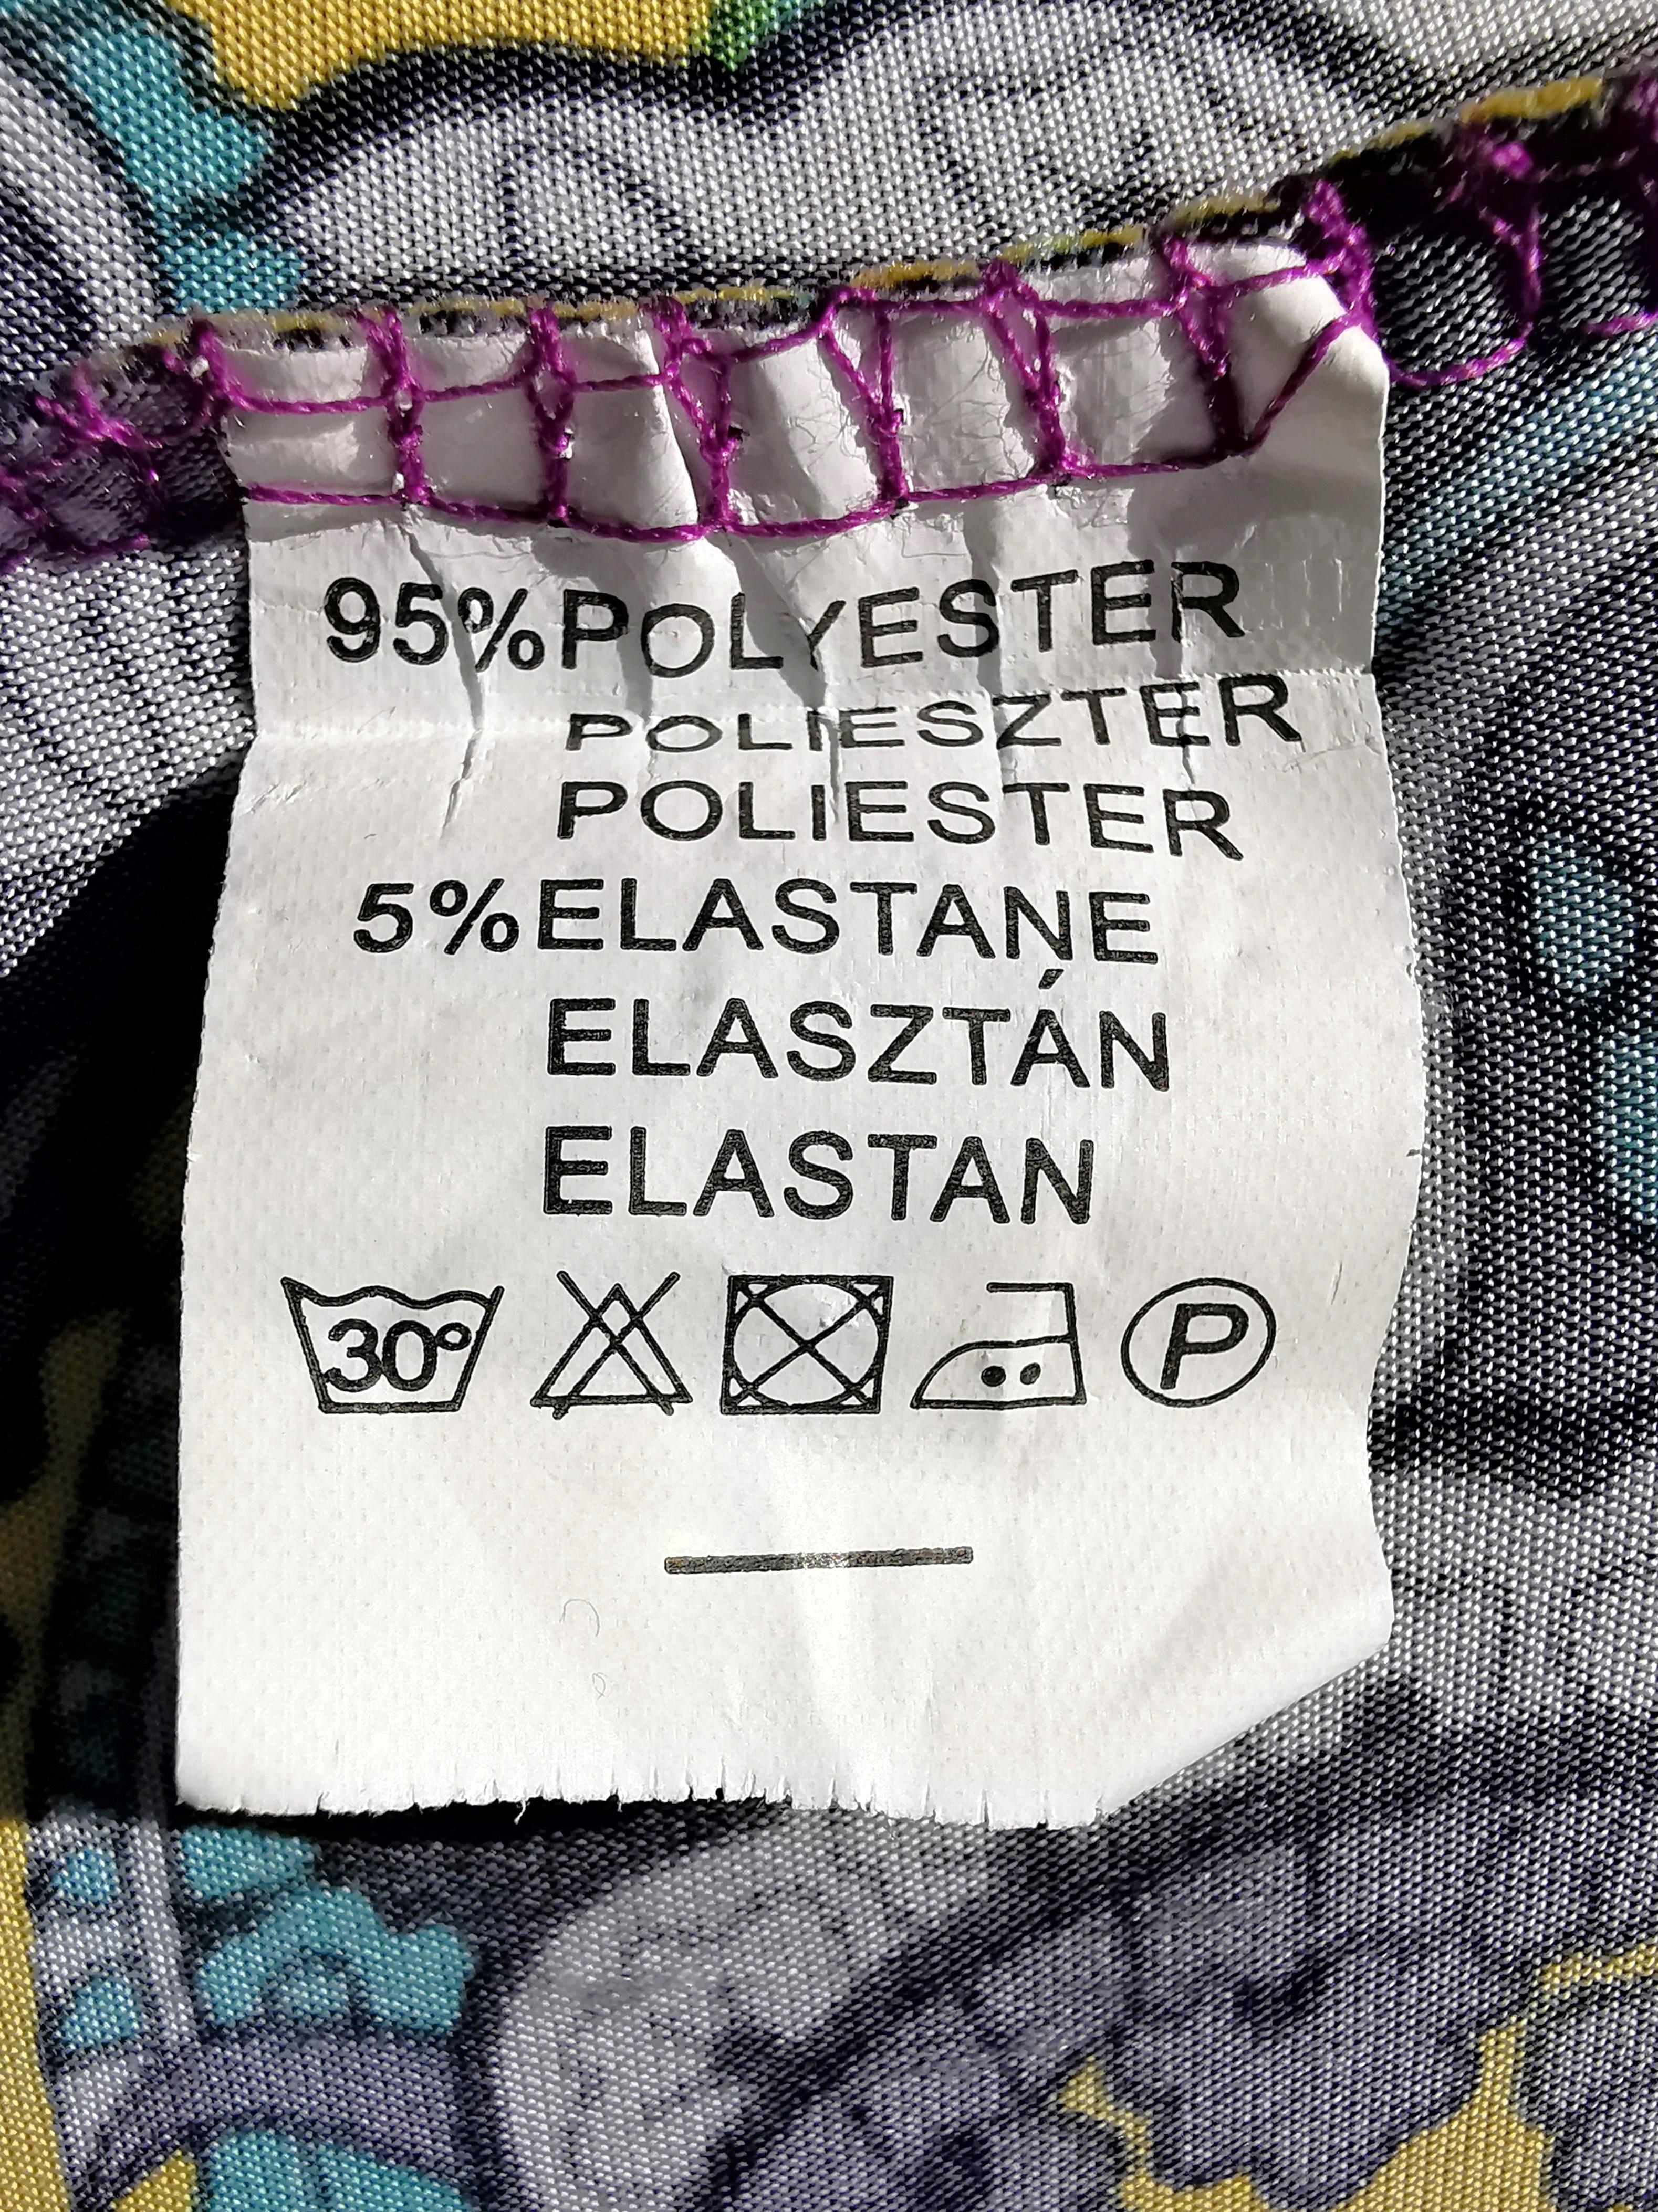 95%POLYESTER
POLIESZTER
POLIESTER
5%ELASTANE
ELASZTÁN
ELASTAN
30° P